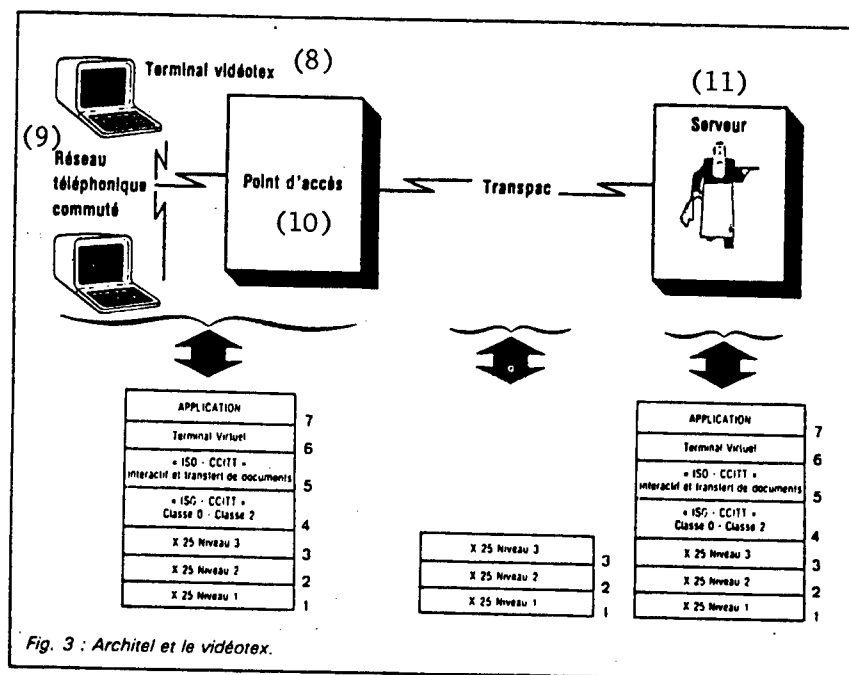 Terminal vidéotex (8)
(9)
Réseau
téléphonique
commuté
Point d'accès
(10)
Transpac
(11)
Serveur
APPLICATION 7
Terminal Virtuel 6
« ISO - CCITT »
Interactif et transfert de documents 5
« ISO - CCITT »
Classe 0 - Classe 2 4
X 25 Niveau 3 3
X 25 Niveau 2 2
X 25 Niveau 1 1
X 25 Niveau 3 3
X 25 Niveau 2 2
X 25 Niveau 1 1
APPLICATION 7
Terminal Virtuel 6
« ISO - CCITT »
Interactif et transfert de documents 5
« ISO - CCITT »
Classe 0 - Classe 2 4
X 25 Niveau 3 3
X 25 Niveau 2 2
X 25 Niveau 1 1
Fig. 3 : Architel et le vidéotex.